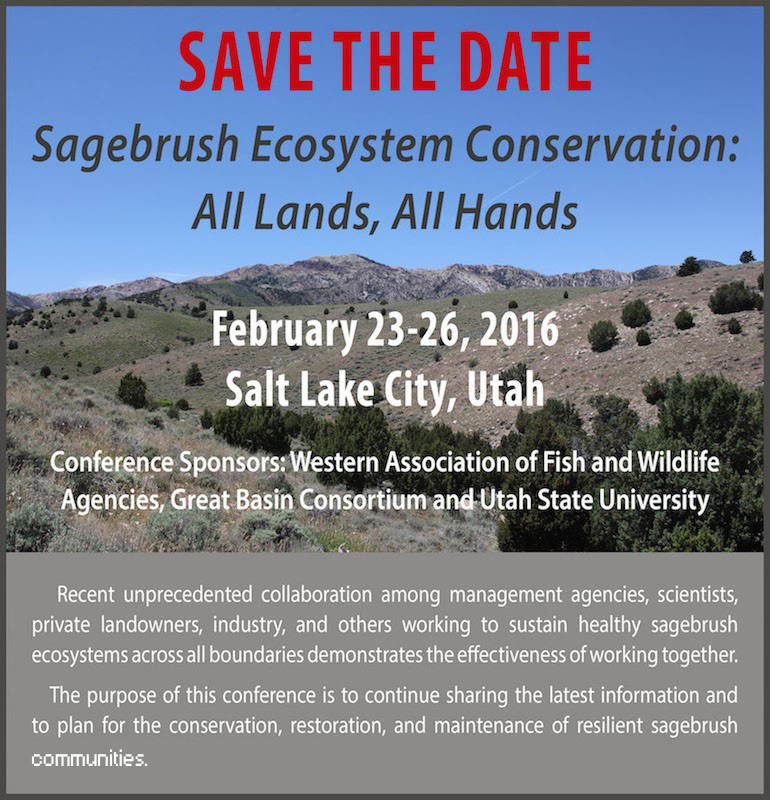 SAVE THE DATE
Sagebrush Ecosystem Conservation:
All Lands, All Hands
February 23-26, 2016
Salt Lake City, Utah
Conference Sponsors: Western Association of Fish and Wildlife
Agencies, Great Basin Consortium and Utah State University
Recent unprecedented collaboration among management agencies, scientists,
private landowners, industry, and others working to sustain healthy sagebrush
ecosystems across all boundaries demonstrates the effectiveness of working together.
The purpose of this conference is to continue sharing the latest information and
to plan for the conservation, restoration, and maintenance of resilient sagebrush
communities.